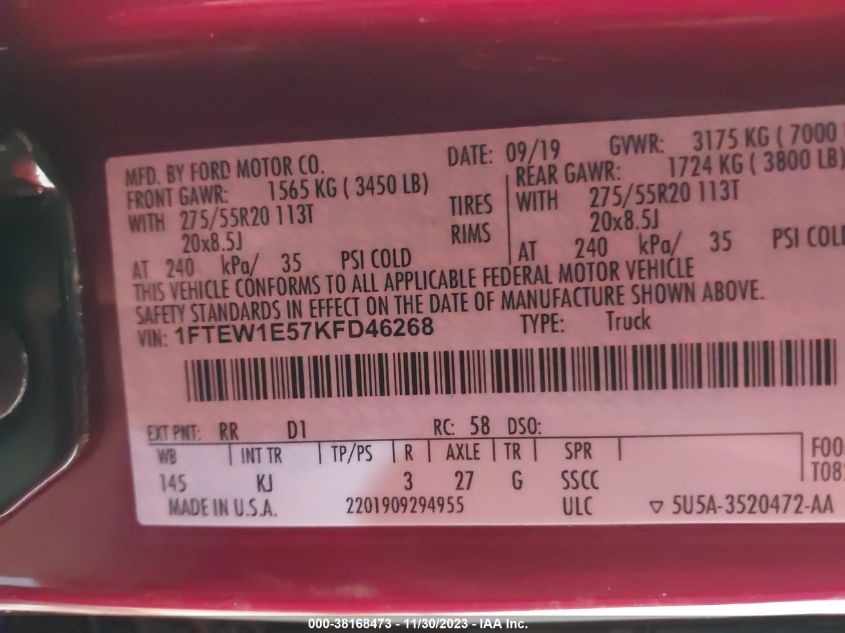 MFD. BY FORD MOTOR CO. DATE: 09/19 GVWR: 3175 KG ( 7000
FRONT GAWR: 1565 KG ( 3450 LB) REAR GAWR: 1724 KG ( 3800 LB)
WITH 275/55R20 113T TIRES WITH 275/55R20 113T
20x8.5J RIMS 20x8.5J
AT 240 kPa/ 35 PSI COLD AT 240 kPa/ 35 PSI COLD
THIS VEHICLE CONFORMS TO ALL APPLICABLE FEDERAL MOTOR VEHICLE
SAFETY STANDARDS IN EFFECT ON THE DATE OF MANUFACTURE SHOWN ABOVE.
VIN: 1FTEW1E57KFD46268 TYPE: Truck
EXT PNT: RR D1 RC: 58 DSO:
WB INT TR TP/PS R AXLE TR SPR
145 KJ 3 27 G SSCC
MADE IN U.S.A. 2201909294955 ULC ▽ 5U5A-3520472-AA
000-38168473 - 11/30/2023 - IAA Inc.